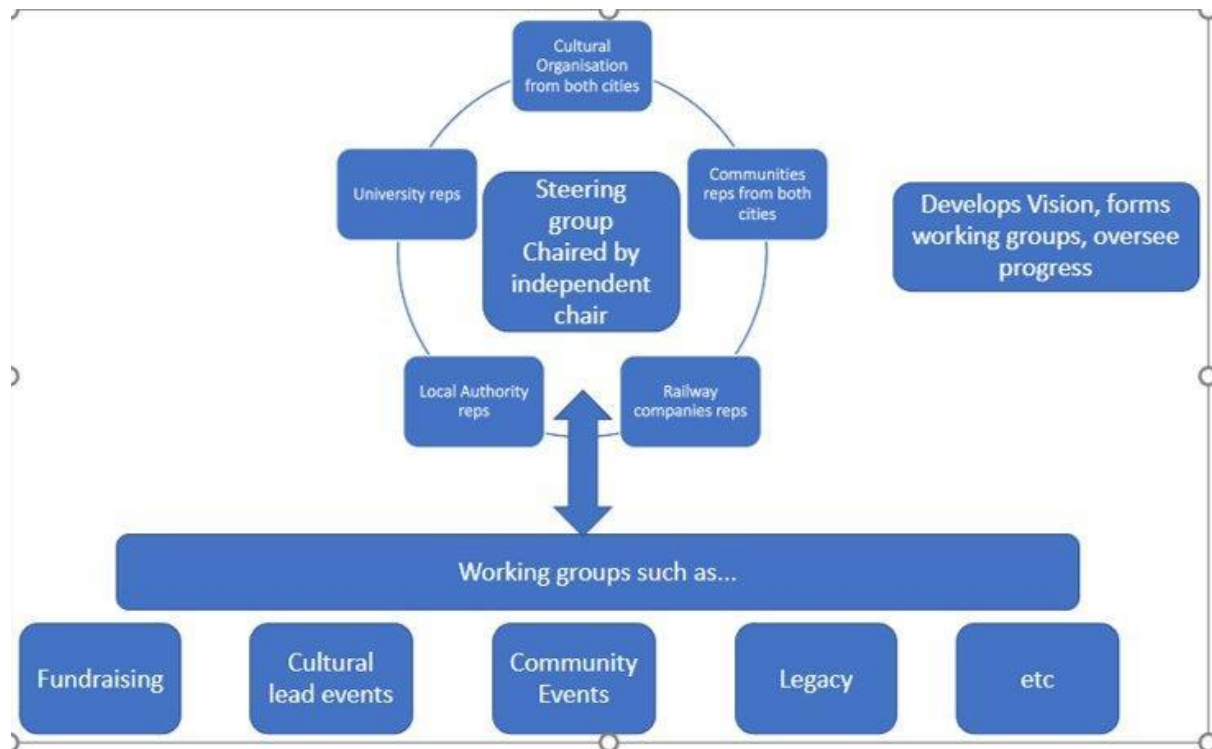 Cultural
Organisation
from both cities
University reps
Steering
group
Chaired by
independent
chair
Communities
reps from both
cities
Develops Vision, forms
working groups, oversee
progress
Local Authority
reps
Railway
companies reps
Working groups such as...
Fundraising
Cultural
lead events
Community
Events
Legacy
etc